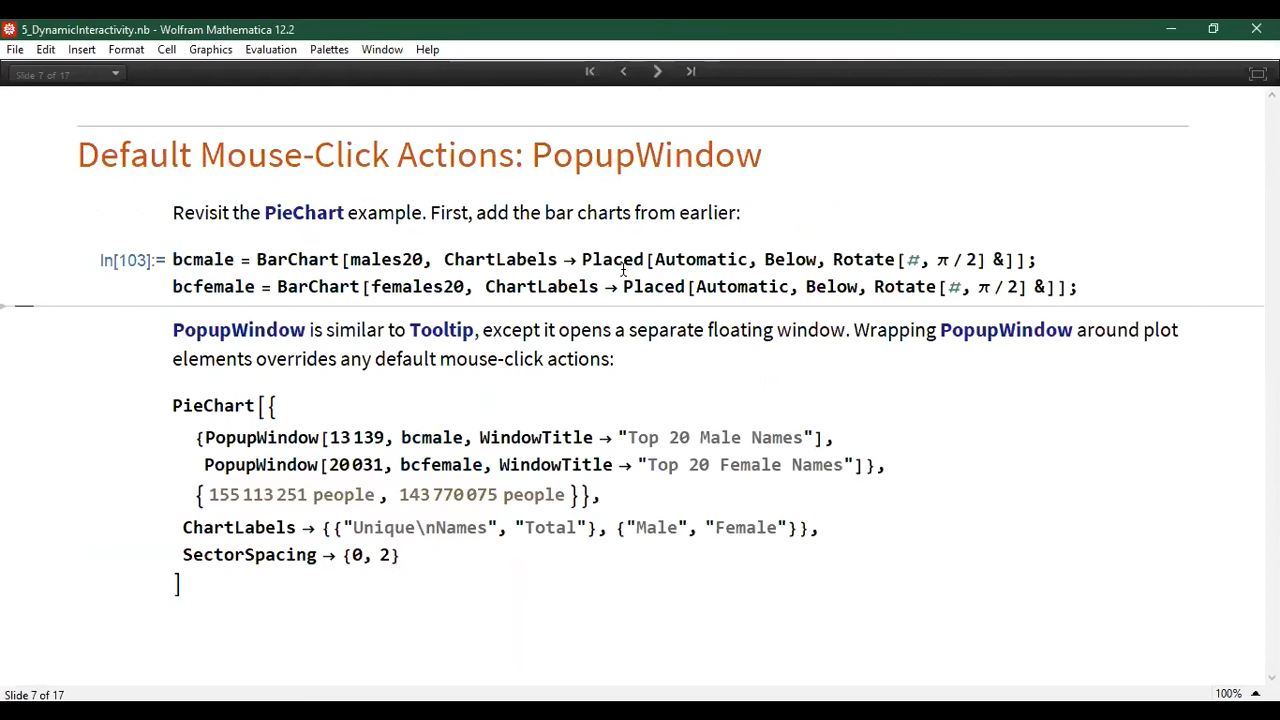 5_DynamicInteractivity.nb - Wolfram Mathematica 12.2
File Edit Insert Format Cell Graphics Evaluation Palettes Window Help
Slide 7 of 17
Default Mouse-Click Actions: PopupWindow
Revisit the PieChart example. First, add the bar charts from earlier:
In[103]:= bcmale = BarChart[males20, ChartLabels → Placed[Automatic, Below, Rotate[#, π / 2] &]];
bcfemale = BarChart[females20, ChartLabels → Placed[Automatic, Below, Rotate[#, π / 2] &]];
PopupWindow is similar to Tooltip, except it opens a separate floating window. Wrapping PopupWindow around plot
elements overrides any default mouse-click actions:
PieChart[{
{PopupWindow[13 139, bcmale, WindowTitle → "Top 20 Male Names"],
PopupWindow[20 031, bcfemale, WindowTitle → "Top 20 Female Names"]},
{155 113 251 people , 143 770 075 people }},
ChartLabels → {{"Unique\nNames", "Total"}, {"Male", "Female"}},
SectorSpacing → {0, 2}
]
Slide 7 of 17
100%